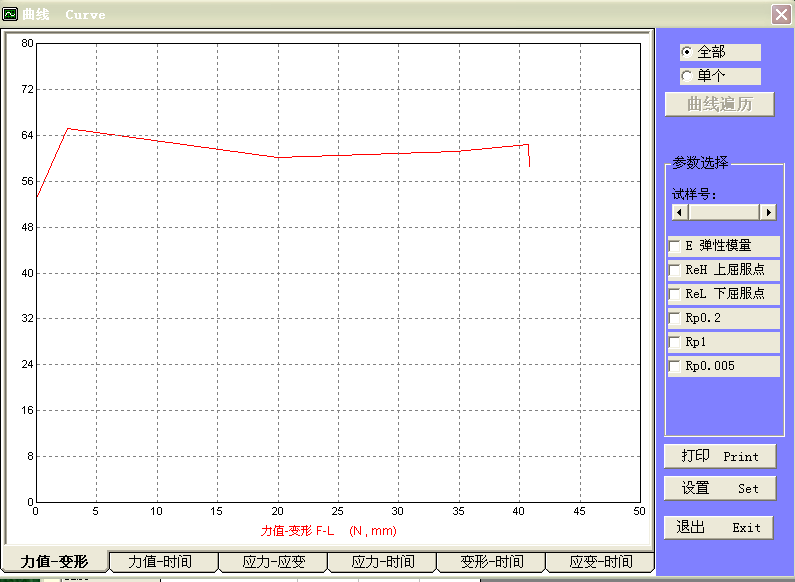 曲线 Curve
80
72
64
56
48
40
32
24
16
8
0
0 5 10 15 20 25 30 35 40 45 50
力值-变形 F-L (N , mm)
力值-变形 力值-时间 应力-应变 应力-时间 变形-时间 应变-时间
全部
单个
曲线遍历
参数选择
试样号:
E 弹性模量
ReH 上屈服点
ReL 下屈服点
Rp0.2
Rp1
Rp0.005
打印 Print
设置 Set
退出 Exit